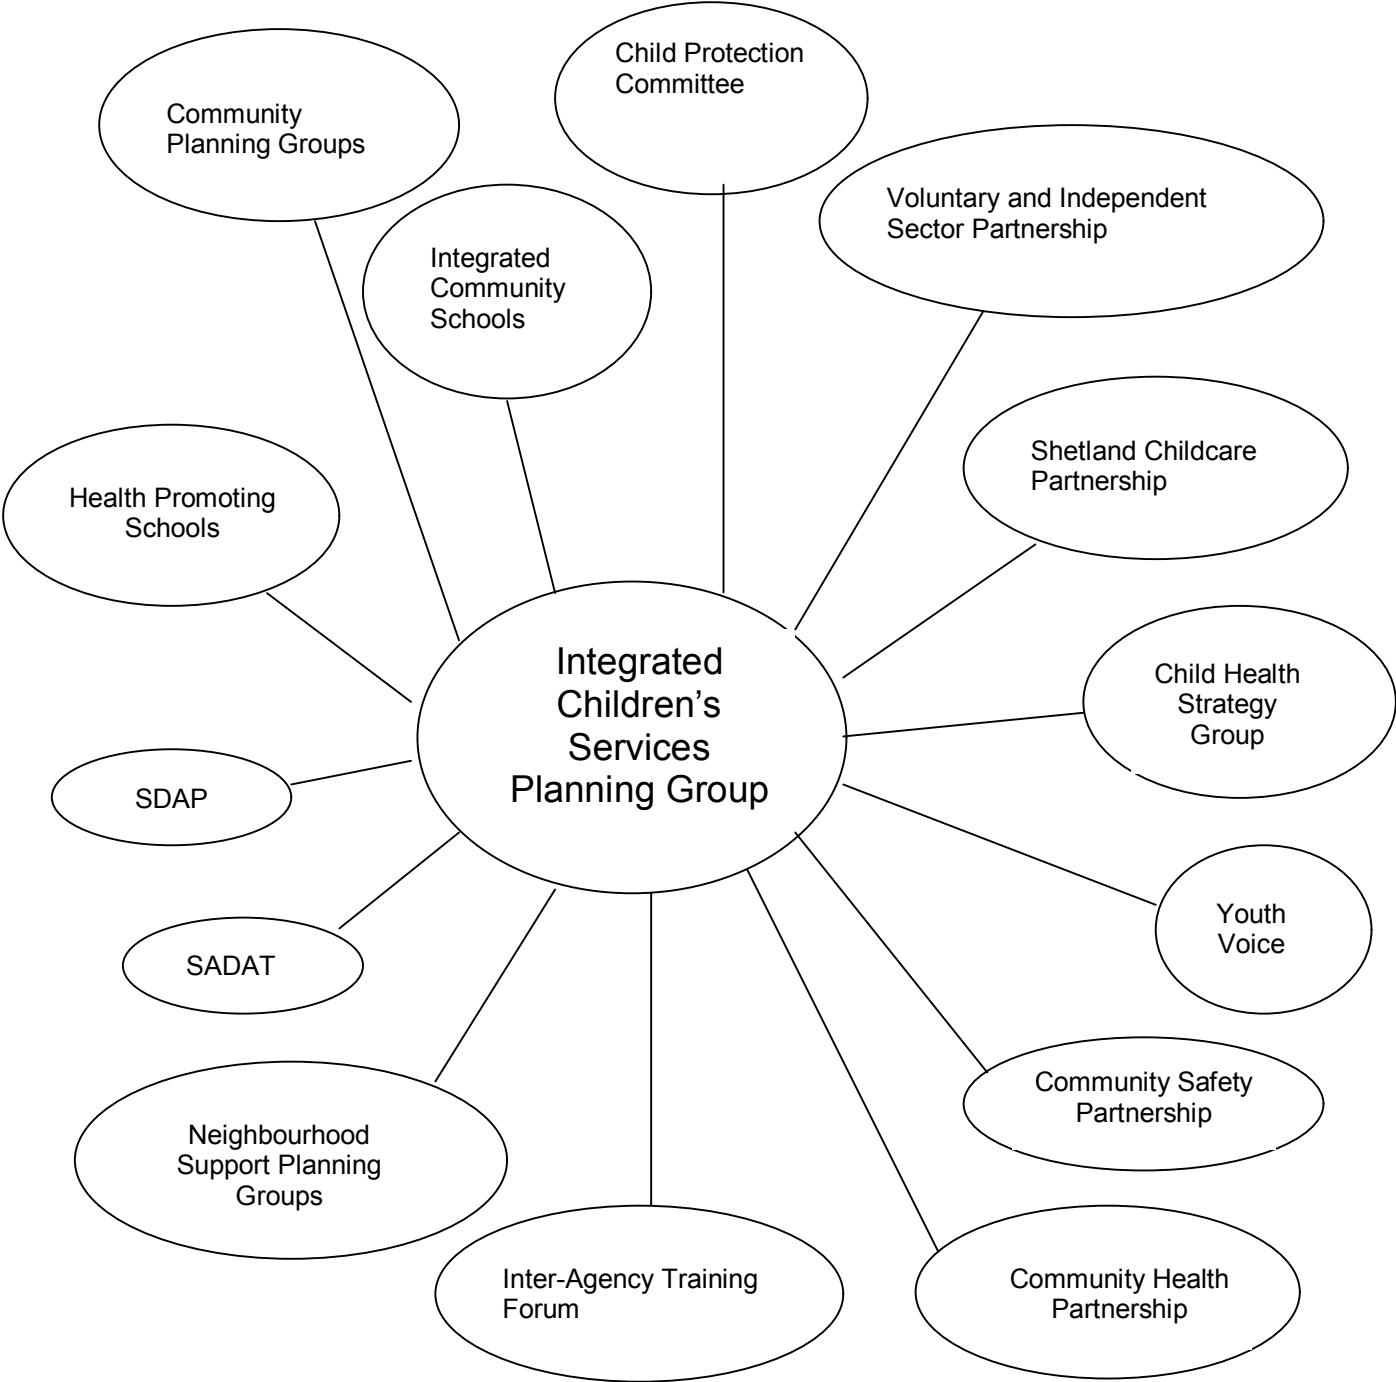 Child Protection
Committee
Community
Planning Groups
Voluntary and Independent
Sector Partnership
Integrated
Community
Schools
Shetland Childcare
Partnership
Health Promoting
Schools
Integrated
Children’s
Services
Planning Group
Child Health
Strategy
Group
SDAP
Youth
Voice
SADAT
Community Safety
Partnership
Neighbourhood
Support Planning
Groups
Inter-Agency Training
Forum
Community Health
Partnership